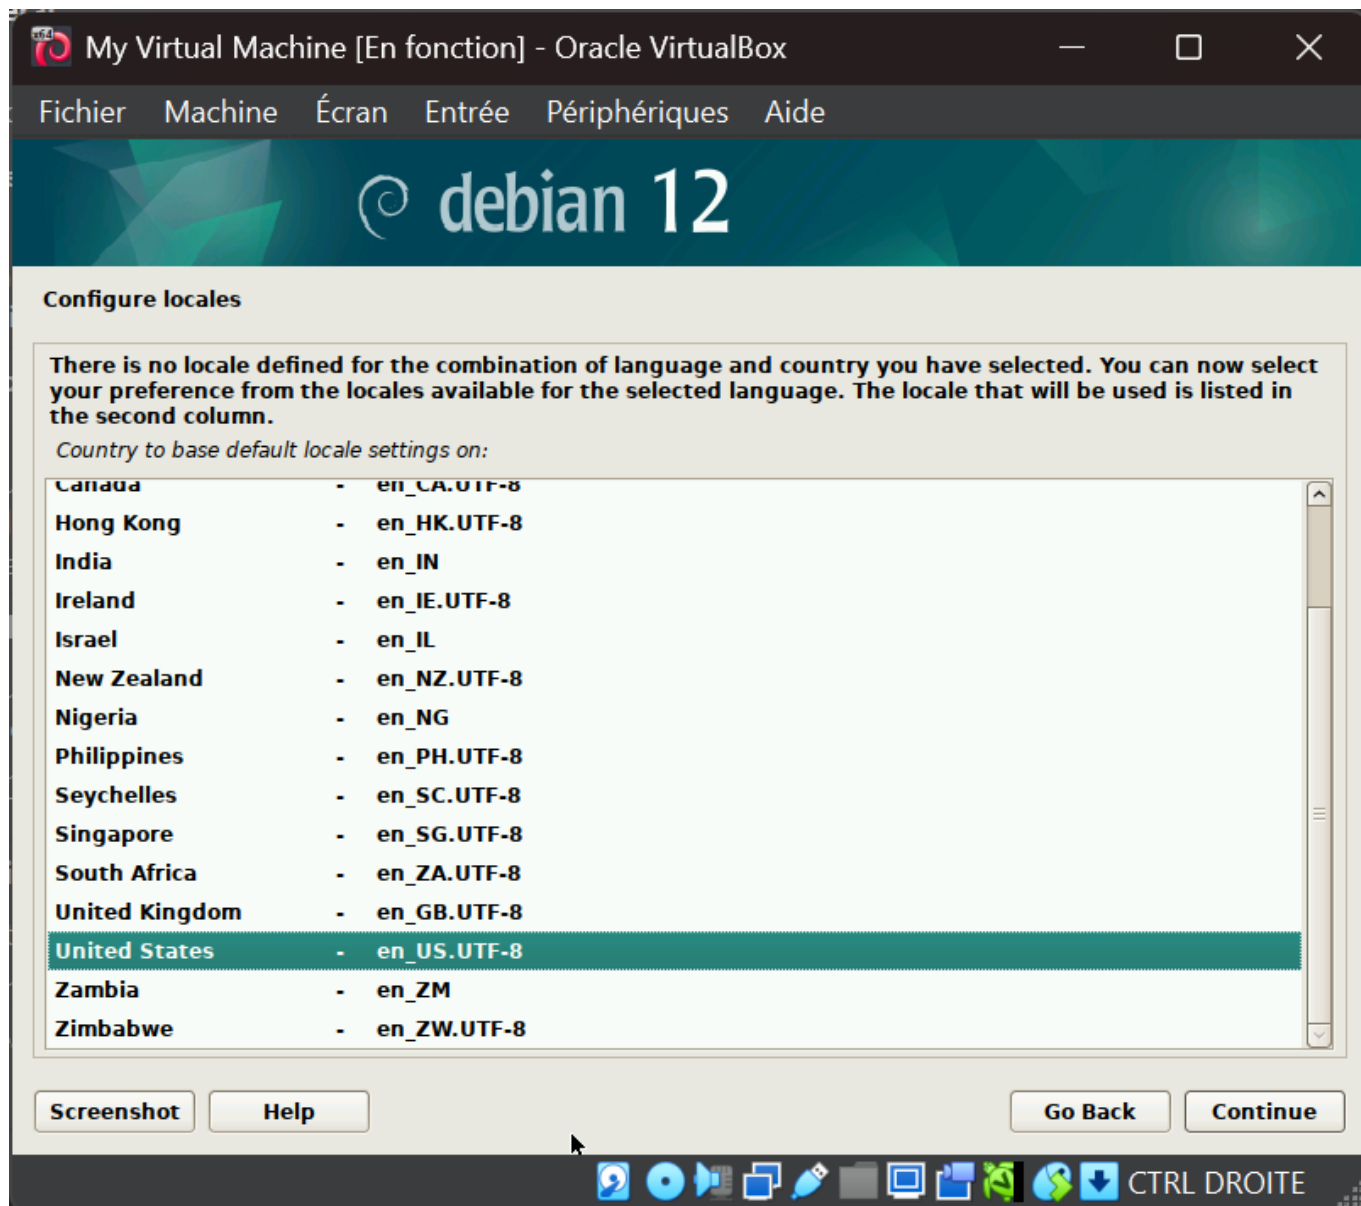 x64
My Virtual Machine [En fonction] - Oracle VirtualBox
Fichier Machine Écran Entrée Périphériques Aide
debian 12
Configure locales
There is no locale defined for the combination of language and country you have selected. You can now select
your preference from the locales available for the selected language. The locale that will be used is listed in
the second column.
Country to base default locale settings on:
Canada - en_CA.UTF-8
Hong Kong - en_HK.UTF-8
India - en_IN
Ireland - en_IE.UTF-8
Israel - en_IL
New Zealand - en_NZ.UTF-8
Nigeria - en_NG
Philippines - en_PH.UTF-8
Seychelles - en_SC.UTF-8
Singapore - en_SG.UTF-8
South Africa - en_ZA.UTF-8
United Kingdom - en_GB.UTF-8
United States - en_US.UTF-8
Zambia - en_ZM
Zimbabwe - en_ZW.UTF-8
Screenshot Help Go Back Continue
CTRL DROITE